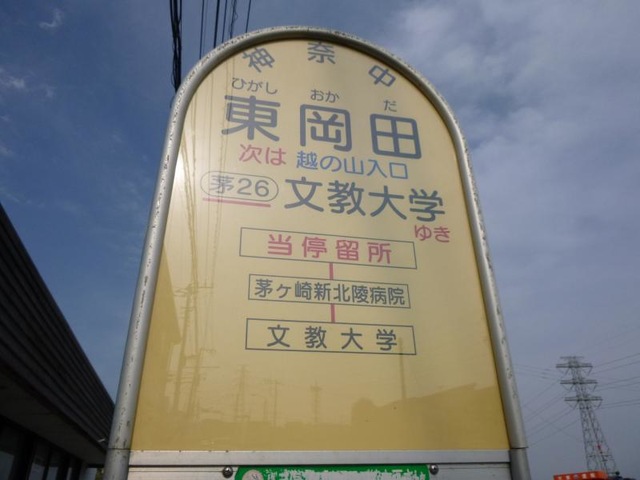 神奈中
ひがし おか だ
東岡田
次は 越の山入口
茅26 文教大学
ゆき
当停留所
茅ヶ崎新北陵病院
文教大学